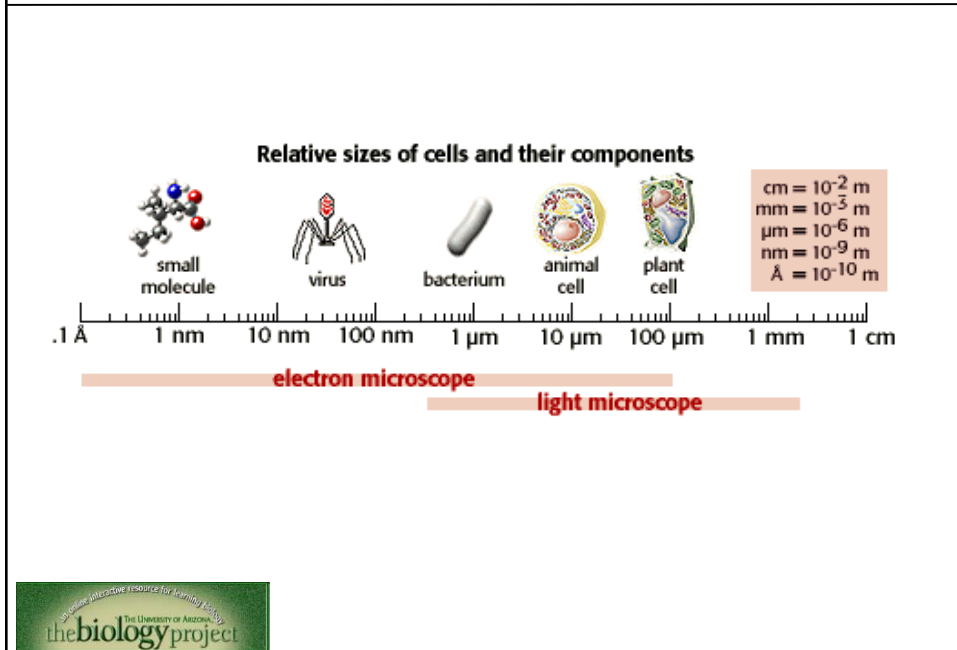 Relative sizes of cells and their components
cm = 10-2 m
mm = 10-3 m
µm = 10-6 m
nm = 10-9 m
Å = 10-10 m
small
molecule
virus
bacterium
animal
cell
plant
cell
.1 Å 1 nm 10 nm 100 nm 1 µm 10 µm 100 µm 1 mm 1 cm
electron microscope
light microscope
an online interactive resource for learning biology
THE UNIVERSITY OF ARIZONA
thebiologyproject